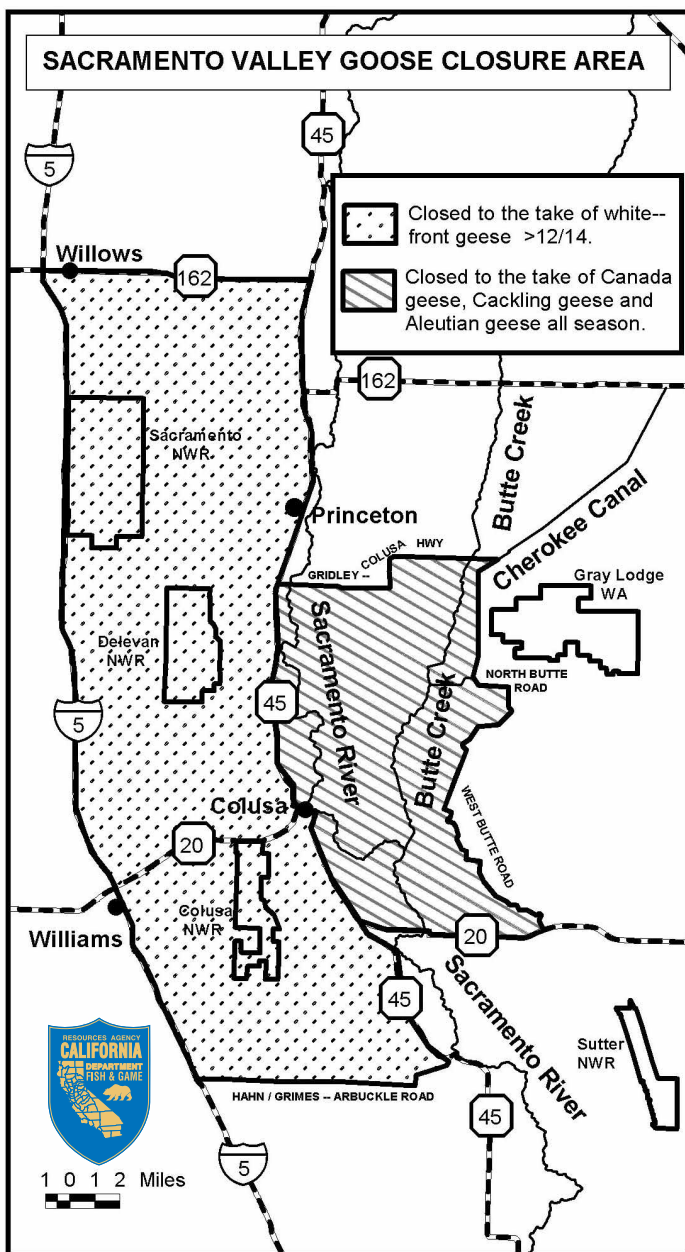 SACRAMENTO VALLEY GOOSE CLOSURE AREA
45
5
Closed to the take of white--
front geese >12/14.
Closed to the take of Canada
geese, Cackling geese and
Aleutian geese all season.
Willows
162
162
Sacramento
NWR
Butte Creek
Cherokee Canal
Princeton
GRIDLEY -- COLUSA HWY
Gray Lodge
WA
Delevan
NWR
Sacramento River
NORTH BUTTE
ROAD
45
5
Butte Creek
Colusa
WEST BUTTE ROAD
20
Colusa
NWR
Williams
20
Sacramento River
45
Sutter
NWR
RESOURCES AGENCY
CALIFORNIA
DEPARTMENT
FISH & GAME
HAHN / GRIMES -- ARBUCKLE ROAD
45
5
1 0 1 2 Miles